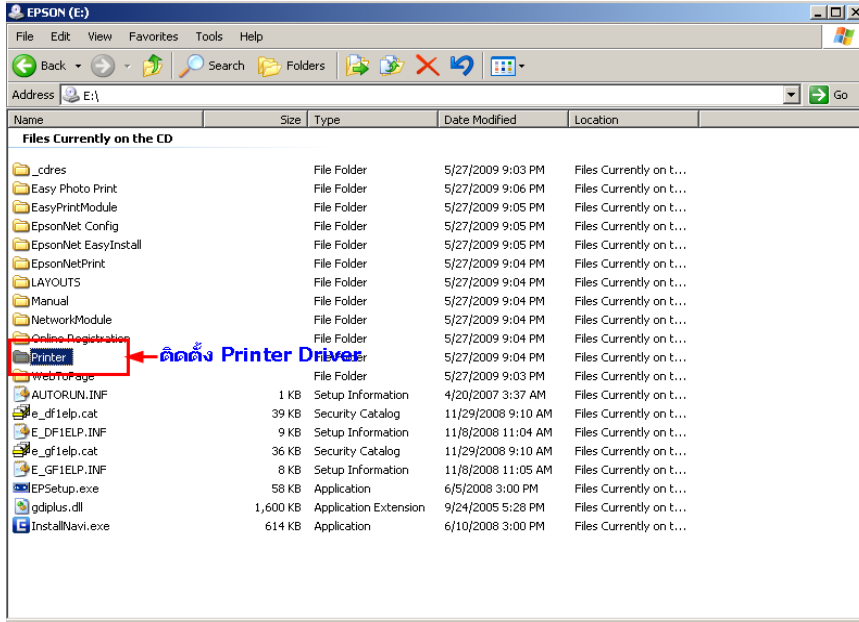 EPSON (E:)
File Edit View Favorites Tools Help
Back Search Folders
Address E:\ Go
Name Size Type Date Modified Location
Files Currently on the CD
_cdres File Folder 5/27/2009 9:03 PM Files Currently on t...
Easy Photo Print File Folder 5/27/2009 9:06 PM Files Currently on t...
EasyPrintModule File Folder 5/27/2009 9:05 PM Files Currently on t...
EpsonNet Config File Folder 5/27/2009 9:05 PM Files Currently on t...
EpsonNet EasyInstall File Folder 5/27/2009 9:05 PM Files Currently on t...
EpsonNetPrint File Folder 5/27/2009 9:04 PM Files Currently on t...
LAYOUTS File Folder 5/27/2009 9:04 PM Files Currently on t...
Manual File Folder 5/27/2009 9:04 PM Files Currently on t...
NetworkModule File Folder 5/27/2009 9:04 PM Files Currently on t...
Online Registration File Folder 5/27/2009 9:04 PM Files Currently on t...
Printer ติดตั้ง Printer Driver File Folder 5/27/2009 9:04 PM Files Currently on t...
WebToPage File Folder 5/27/2009 9:03 PM Files Currently on t...
AUTORUN.INF 1 KB Setup Information 4/20/2007 3:37 AM Files Currently on t...
e_df1elp.cat 39 KB Security Catalog 11/29/2008 9:10 AM Files Currently on t...
E_DF1ELP.INF 9 KB Setup Information 11/8/2008 11:04 AM Files Currently on t...
e_gf1elp.cat 36 KB Security Catalog 11/29/2008 9:10 AM Files Currently on t...
E_GF1ELP.INF 8 KB Setup Information 11/8/2008 11:05 AM Files Currently on t...
EPSetup.exe 58 KB Application 6/5/2008 3:00 PM Files Currently on t...
gdiplus.dll 1,600 KB Application Extension 9/24/2005 5:28 PM Files Currently on t...
InstallNavi.exe 614 KB Application 6/10/2008 3:00 PM Files Currently on t...